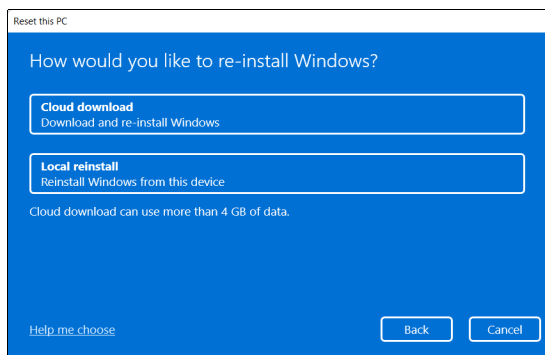 Reset this PC
How would you like to re-install Windows?
Cloud download
Download and re-install Windows
Local reinstall
Reinstall Windows from this device
Cloud download can use more than 4 GB of data.
Help me choose
Back
Cancel